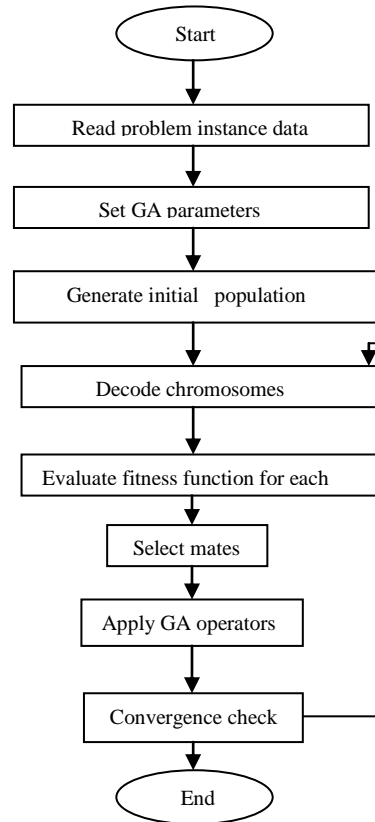 Start
Read problem instance data
Set GA parameters
Generate initial population
Decode chromosomes
Evaluate fitness function for each
Select mates
Apply GA operators
Convergence check
End